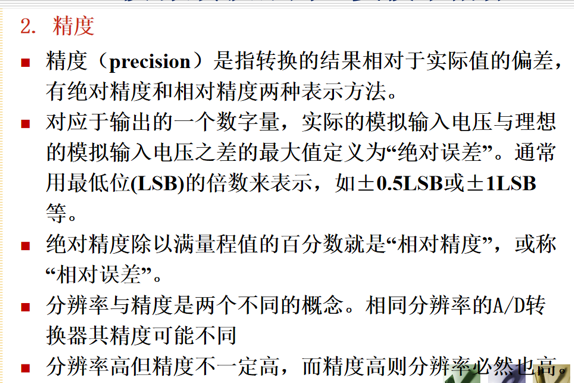 2. 精度
■ 精度（precision）是指转换的结果相对于实际值的偏差，
有绝对精度和相对精度两种表示方法。
■ 对应于输出的一个数字量，实际的模拟输入电压与理想
的模拟输入电压之差的最大值定义为“绝对误差”。通常
用最低位(LSB)的倍数来表示，如±0.5LSB或±1LSB
等。
■ 绝对精度除以满量程值的百分数就是“相对精度”，或称
“相对误差”。
■ 分辨率与精度是两个不同的概念。相同分辨率的A/D转
换器其精度可能不同
■ 分辨率高但精度不一定高，而精度高则分辨率必然也高。